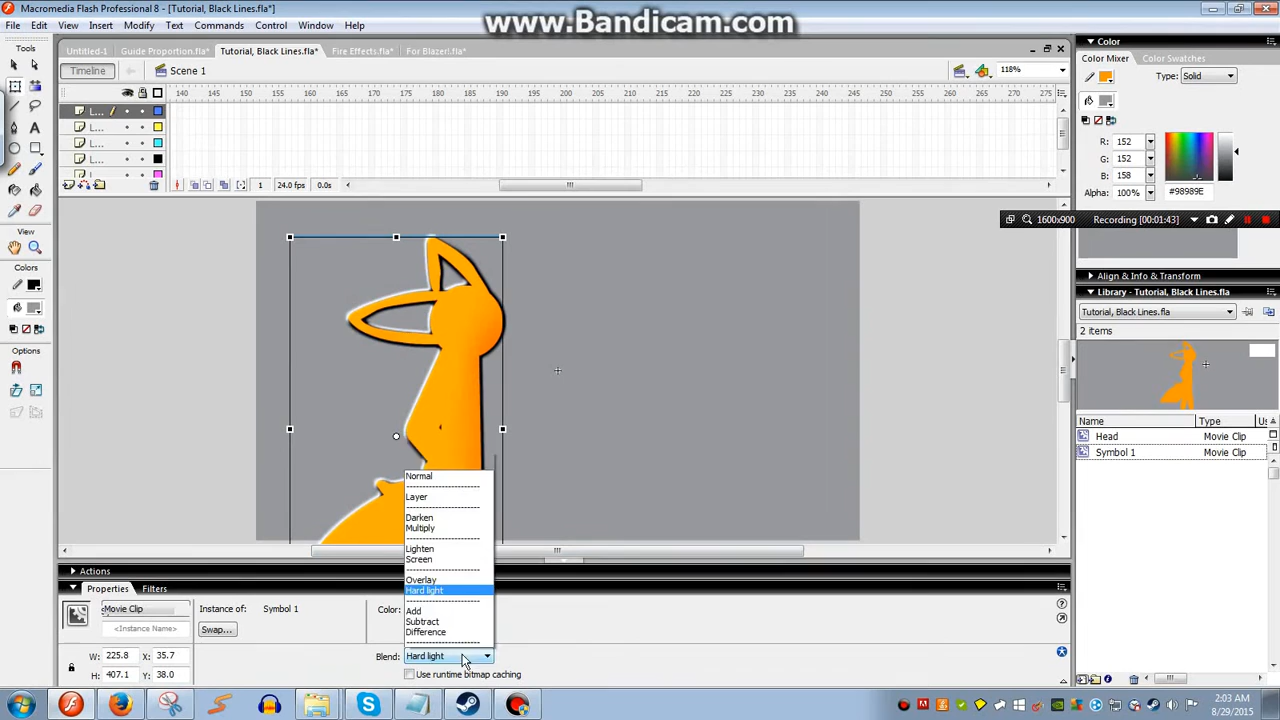 Macromedia Flash Professional 8 - [Tutorial, Black Lines.fla*]
www.Bandicam.com
File Edit View Insert Modify Text Commands Control Window Help
Tools
Untitled-1 Guide Proportion.fla* Tutorial, Black Lines.fla* Fire Effects.fla* For Blazer!.fla*
Timeline Scene 1 118%
140 145 150 155 160 165 170 175 180 185 190 195 200 205 210 215 220 225 230 235 240 245 250 255 260 265 270 275
L...
L...
L...
L...
L...
1 24.0 fps 0.0s
View
Colors
Options
Color
Color Mixer Color Swatches
Type: Solid
R: 152
G: 152
B: 158
Alpha: 100% #98989E
1600x900 Recording [00:01:43]
Align & Info & Transform
Library - Tutorial, Black Lines.fla
Tutorial, Black Lines.fla
2 items
Name Type
Head Movie Clip
Symbol 1 Movie Clip
Normal
Layer
Darken
Multiply
Lighten
Screen
Overlay
Hard light
Add
Subtract
Difference
Actions
Properties Filters
Movie Clip Instance of: Symbol 1 Color:
<Instance Name> Swap...
W: 225.8 X: 35.7 Blend: Hard light
H: 407.1 Y: 38.0 Use runtime bitmap caching
2:03 AM
8/29/2015